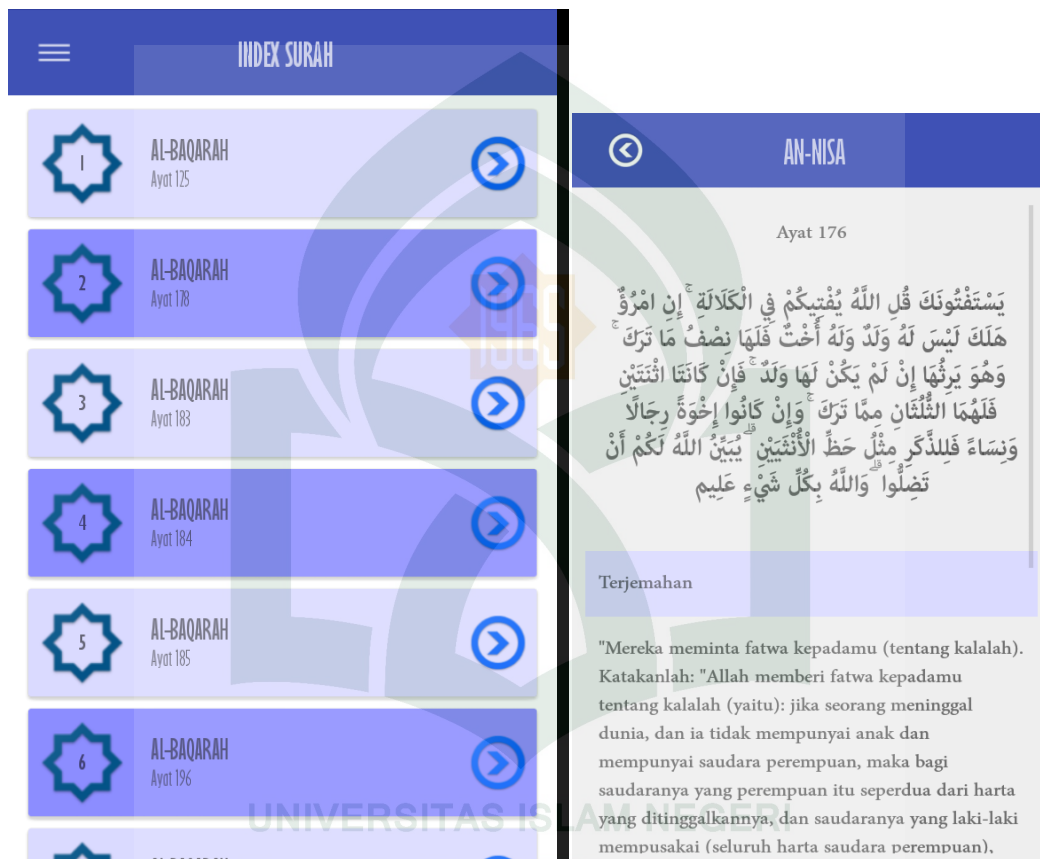 INDEX SURAH
1
AL-BAQARAH
Ayat 125
2
AL-BAQARAH
Ayat 178
3
AL-BAQARAH
Ayat 183
4
AL-BAQARAH
Ayat 184
5
AL-BAQARAH
Ayat 185
6
AL-BAQARAH
Ayat 196
AN-NISA
Ayat 176
يَسْتَفْتُونَكَ قُلِ اللَّهُ يُفْتِيكُمْ فِي الْكَلَالَةِ ۚ إِنِ امْرُؤٌ
هَلَكَ لَيْسَ لَهُ وَلَدٌ وَلَهُ أُخْتٌ فَلَهَا نِصْفُ مَا تَرَكَ ۚ
وَهُوَ يَرِثُهَا إِنْ لَمْ يَكُنْ لَهَا وَلَدٌ ۚ فَإِنْ كَانَتَا اثْنَتَيْنِ
فَلَهُمَا الثُّلُثَانِ مِمَّا تَرَكَ ۚ وَإِنْ كَانُوا إِخْوَةً رِجَالًا
وَنِسَاءً فَلِلذَّكَرِ مِثْلُ حَظِّ الْأُنْثَيَيْنِ ۗ يُبَيِّنُ اللَّهُ لَكُمْ أَنْ
تَضِلُّوا ۗ وَاللَّهُ بِكُلِّ شَيْءٍ عَلِيم
Terjemahan
"Mereka meminta fatwa kepadamu (tentang kalalah).
Katakanlah: "Allah memberi fatwa kepadamu
tentang kalalah (yaitu): jika seorang meninggal
dunia, dan ia tidak mempunyai anak dan
mempunyai saudara perempuan, maka bagi
saudaranya yang perempuan itu seperdua dari harta
yang ditinggalkannya, dan saudaranya yang laki-laki
mempusakai (seluruh harta saudara perempuan),
UNIVERSITAS ISLAM NEGERI